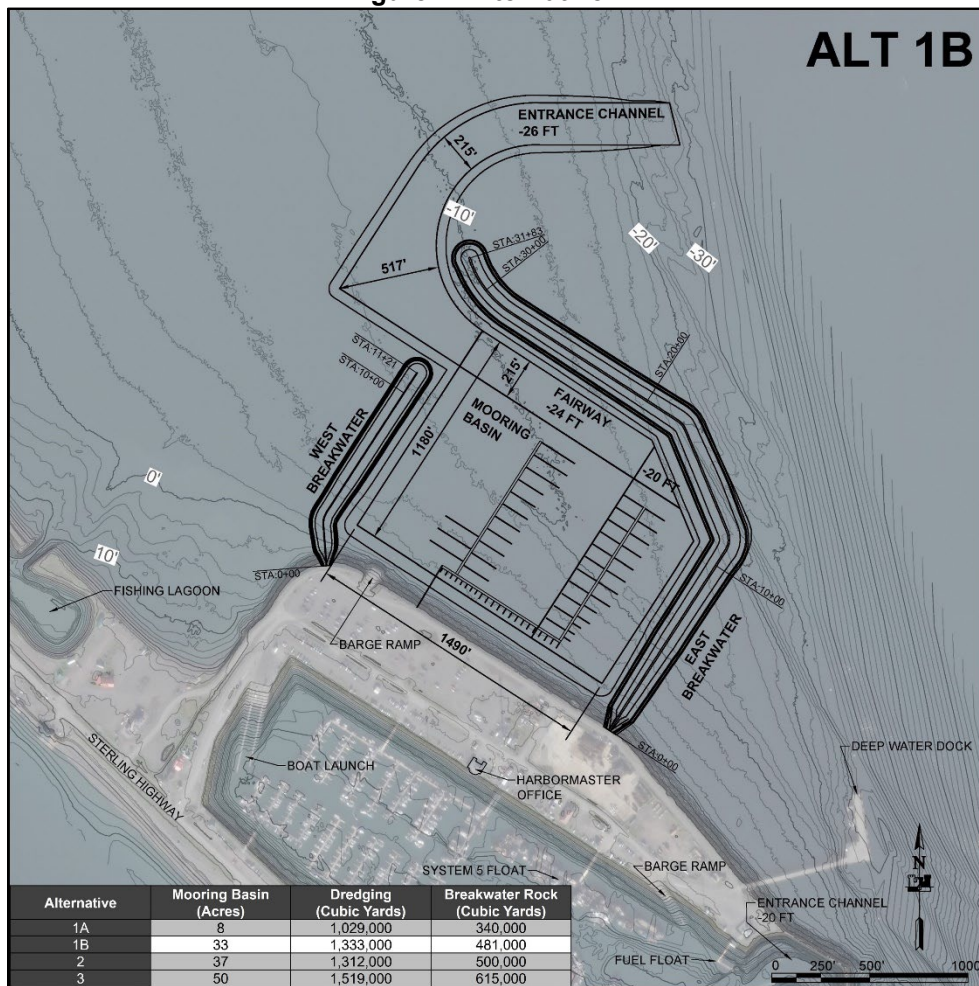 ALT 1B
ENTRANCE CHANNEL
-26 FT
215'
-10'
-20'
-30'
STA:31+83
STA:30+00
517'
STA:11+21
STA:10+00
STA:20+00
215'
FAIRWAY
-24 FT
MOORING
BASIN
1180'
-20 FT
WEST
BREAKWATER
0'
10'
STA:0+00
FISHING LAGOON
STA:10+00
BARGE RAMP
1490'
EAST
BREAKWATER
STA:0+00
DEEP WATER DOCK
STERLING HIGHWAY
BOAT LAUNCH
HARBORMASTER
OFFICE
SYSTEM 5 FLOAT
BARGE RAMP
N
ENTRANCE CHANNEL
-20 FT
FUEL FLOAT
0 250' 500' 1000
Alternative Mooring Basin (Acres) Dredging (Cubic Yards) Breakwater Rock (Cubic Yards)
1A 8 1,029,000 340,000
1B 33 1,333,000 481,000
2 37 1,312,000 500,000
3 50 1,519,000 615,000